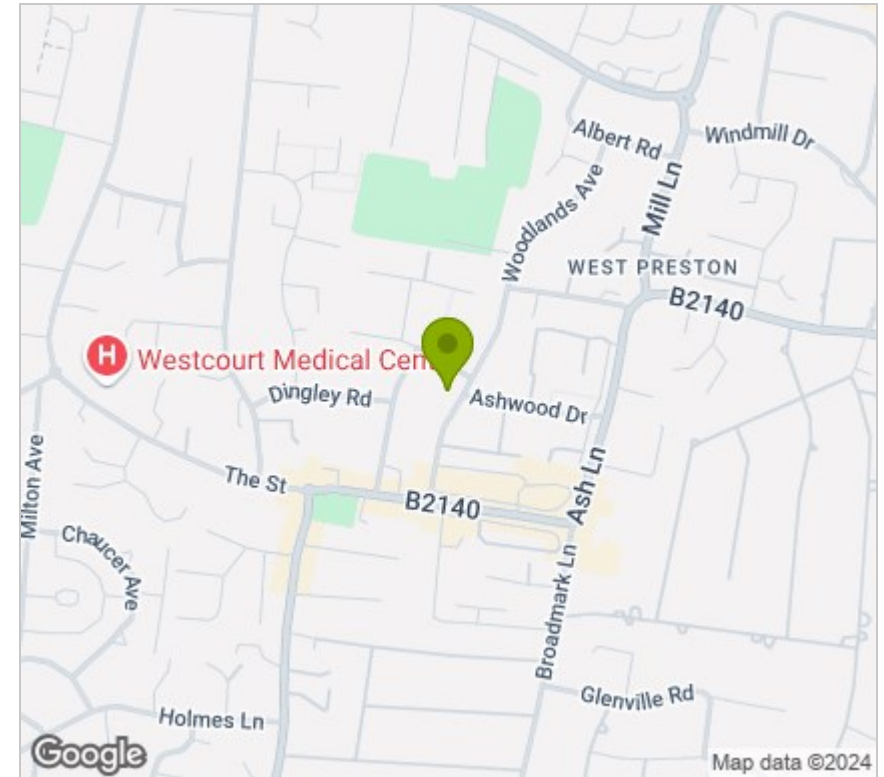 Albert Rd
Windmill Dr
Mill Ln
Woodlands Ave
WEST PRESTON
B2140
H
Westcourt Medical Cen
Dingley Rd
Ashwood Dr
Milton Ave
The St
B2140
Ash Ln
Chaucer Ave
Broadmark Ln
Glenville Rd
Holmes Ln
Google
Map data ©2024